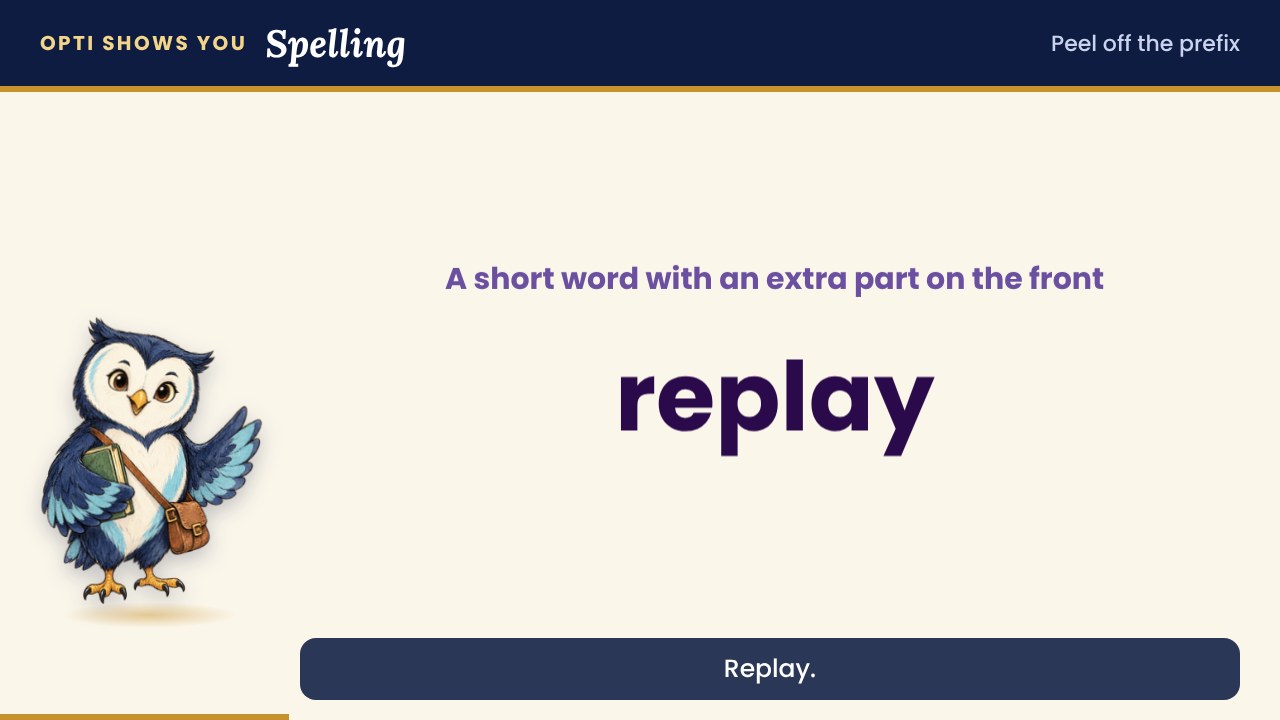 OPTI SHOWS YOU Spelling
Peel off the prefix
A short word with an extra part on the front
replay
Replay.